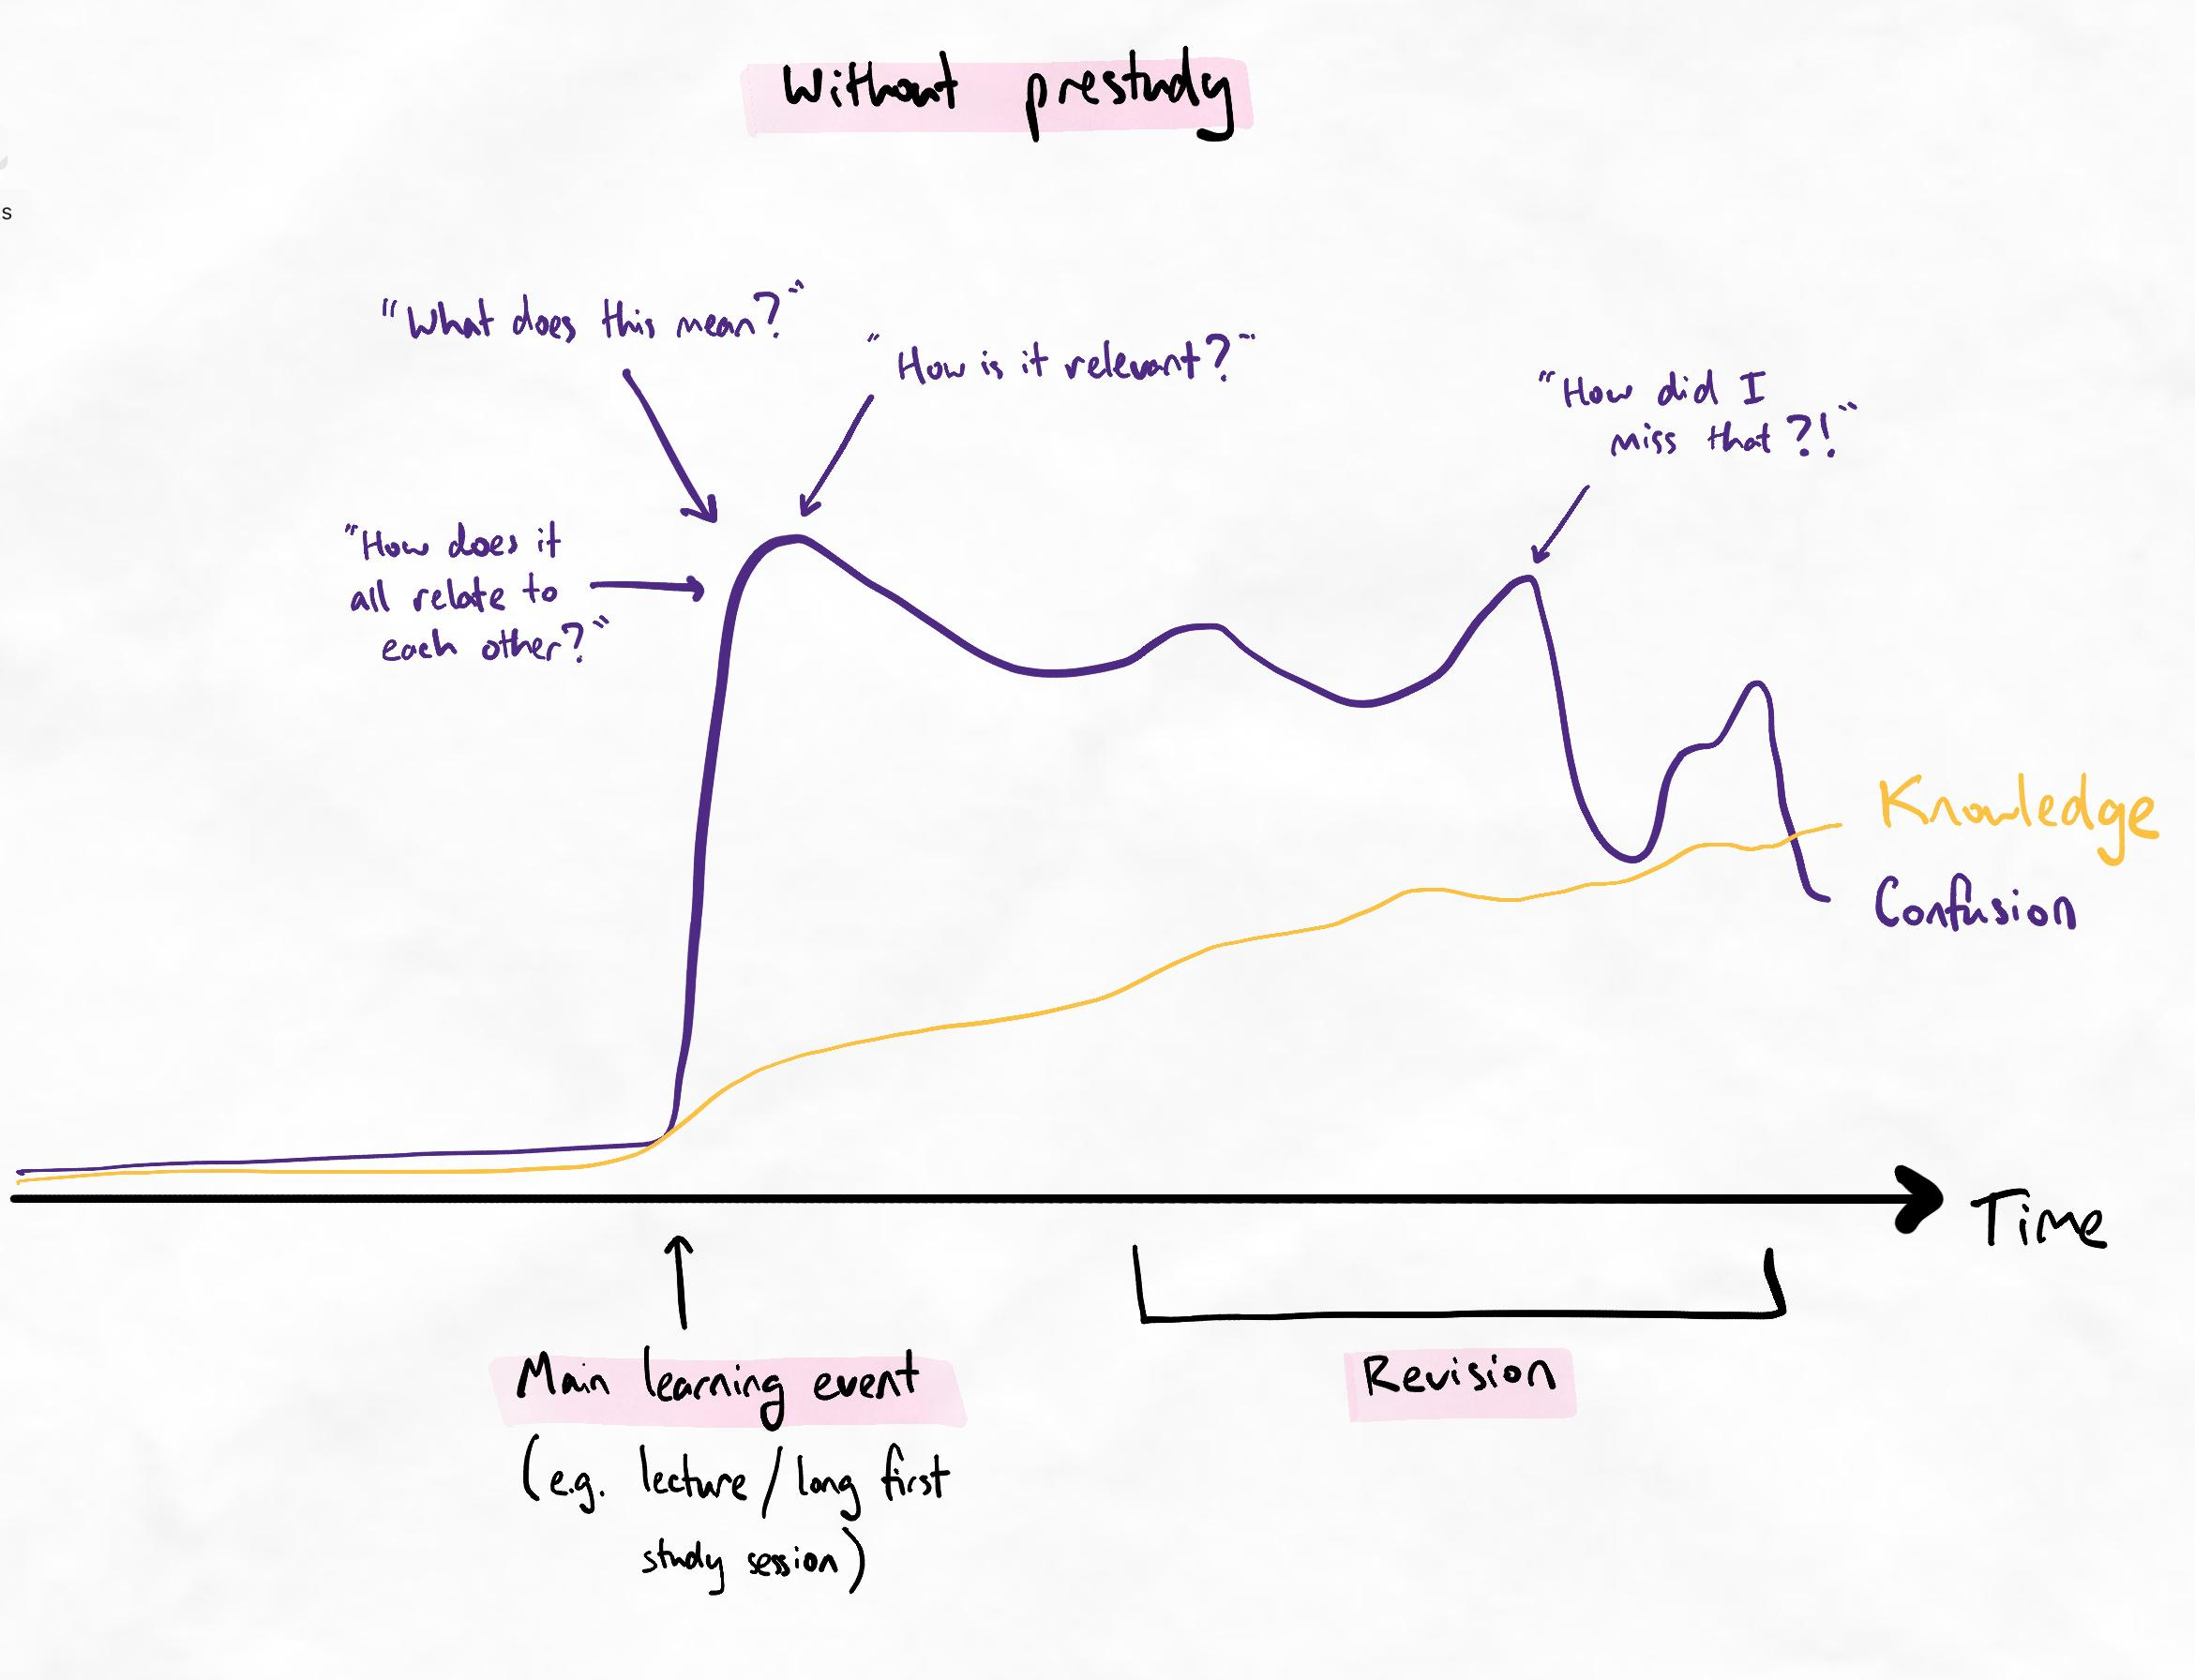 Without prestudy
s
"What does this mean?"
"How is it relevant?"
"How did I
miss that?!"
"How does it
all relate to
each other?"
Knowledge
Confusion
Time
Main learning event
(e.g. lecture/long first
study session)
Revision